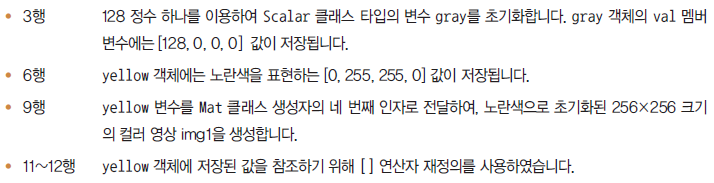 • 3행 128 정수 하나를 이용하여 Scalar 클래스 타입의 변수 gray를 초기화합니다. gray 객체의 val 멤버
변수에는 [128, 0, 0, 0] 값이 저장됩니다.
• 6행 yellow 객체에는 노란색을 표현하는 [0, 255, 255, 0] 값이 저장됩니다.
• 9행 yellow 변수를 Mat 클래스 생성자의 네 번째 인자로 전달하여, 노란색으로 초기화된 256×256 크기
의 컬러 영상 img1을 생성합니다.
• 11~12행 yellow 객체에 저장된 값을 참조하기 위해 [] 연산자 재정의를 사용하였습니다.